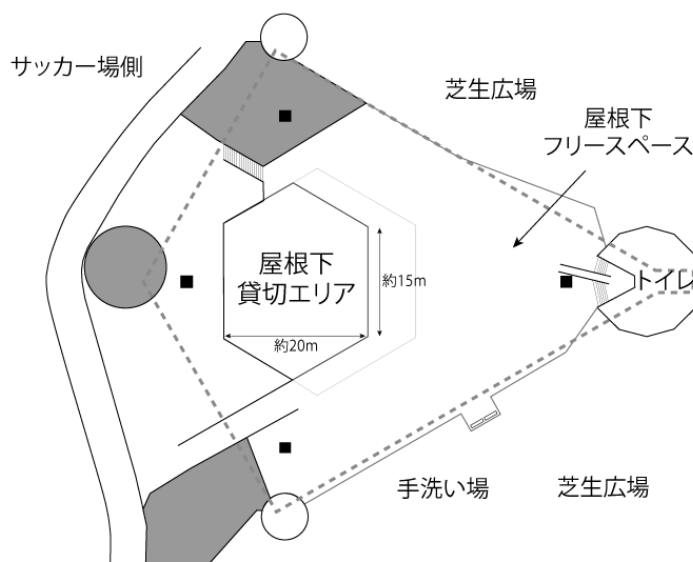 サッカー場側
芝生広場
屋根下
フリースペース
屋根下
貸切エリア
約15m
約20m
トイレ
手洗い場
芝生広場